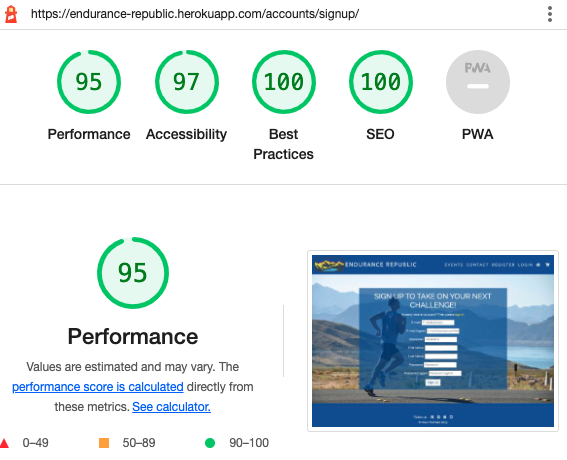 https://endurance-republic.herokuapp.com/accounts/signup/
95
97
100
100
PWA
Performance
Accessibility
Best
Practices
SEO
PWA
95
Performance
Values are estimated and may vary. The
performance score is calculated directly from
these metrics. See calculator.
0–49
50–89
90–100
ENDURANCE REPUBLIC
EVENTS CONTACT REGISTER LOGIN
SIGN UP TO TAKE ON YOUR NEXT
CHALLENGE!